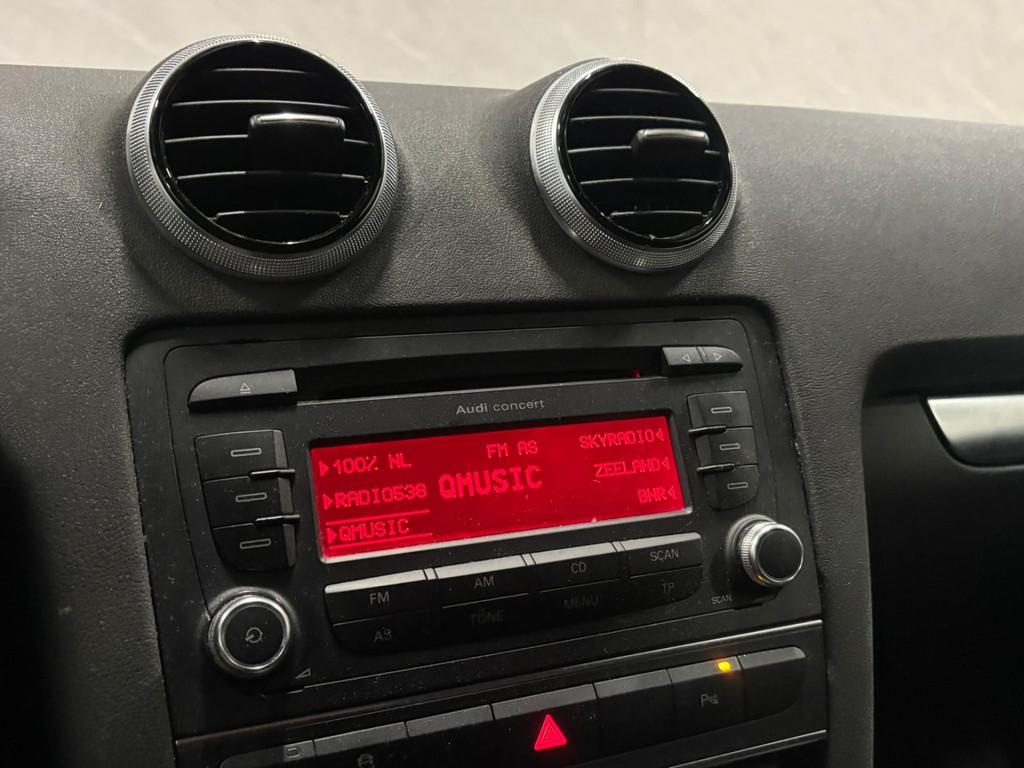 Audi concert
FM AS
100% NL
RADIO538
QMUSIC
QMUSIC
SKYRADIO
ZEELAND
BNR
FM
AM
CD
SCAN
AS
TONE
MENU
TP
SCAN
P